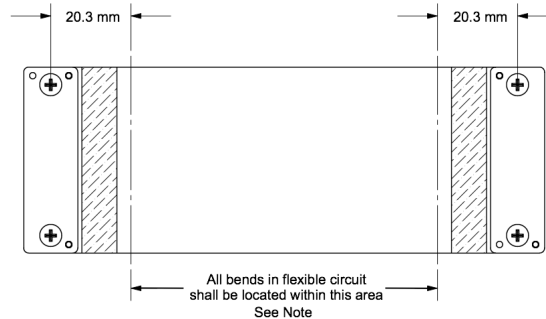 20.3 mm
20.3 mm
All bends in flexible circuit
shall be located within this area
See Note